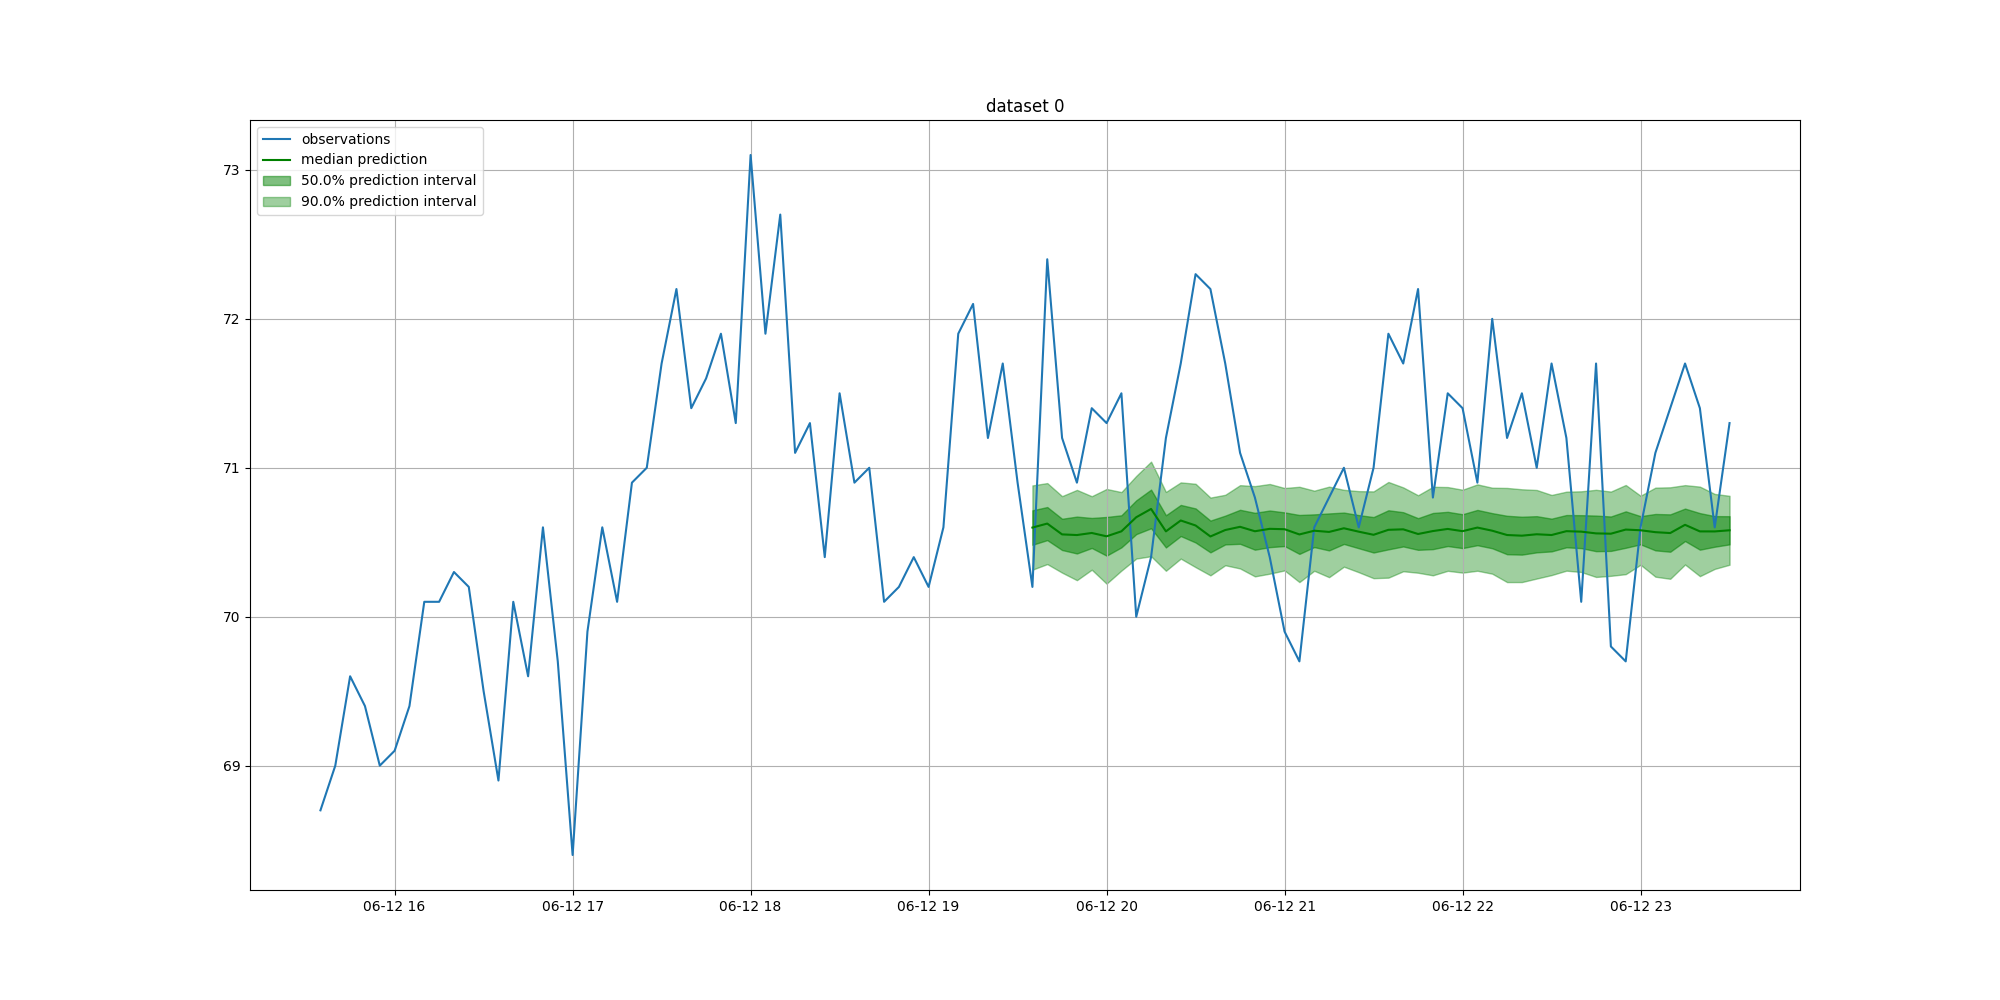 dataset 0
observations
median prediction
50.0% prediction interval
90.0% prediction interval
73
72
71
70
69
06-12 16
06-12 17
06-12 18
06-12 19
06-12 20
06-12 21
06-12 22
06-12 23